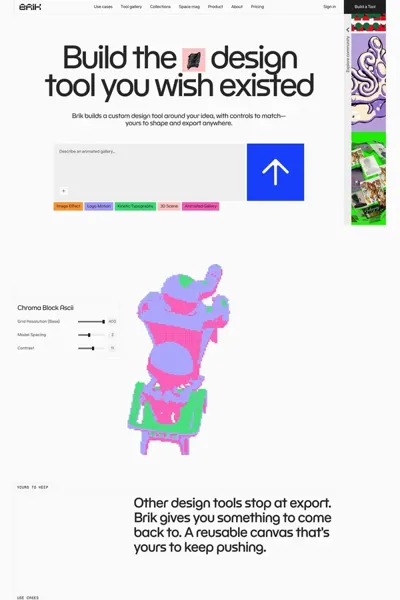 BRIK
Use cases
Tool gallery
Collections
Space mag
Product
About
Pricing
Sign in
Build a Tool
Build the design
tool you wish existed
Brik builds a custom design tool around your idea, with controls to match—
yours to shape and export anywhere.
Describe an animated gallery...
+
Image Effect
Logo Motion
Kinetic Typography
3D Scene
Animated Gallery
Explore community
Chroma Block Ascii
Grid Resolution (Base)
Model Spacing
Contrast
YOURS TO KEEP
Other design tools stop at export.
Brik gives you something to come
back to. A reusable canvas that's
yours to keep pushing.
USE CASES